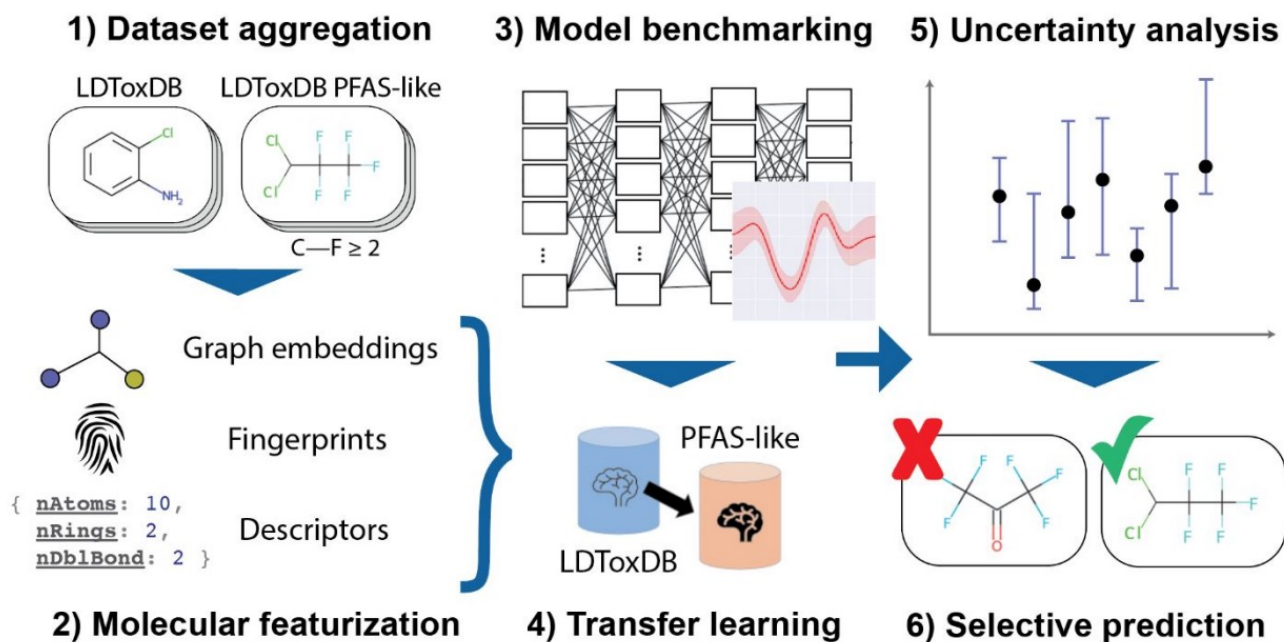 1) Dataset aggregation
LDToxDB
LDToxDB PFAS-like
Cl
NH₂
Cl
Cl
F
F
F
F
F
C—F ≥ 2
Graph embeddings
Fingerprints
{ nAtoms: 10,
nRings: 2,
nDblBond: 2 }
Descriptors
2) Molecular featurization
3) Model benchmarking
...
...
...
PFAS-like
LDToxDB
4) Transfer learning
5) Uncertainty analysis
X
F
F
F
F
F
O
Cl
Cl
F
F
F
F
F
6) Selective prediction